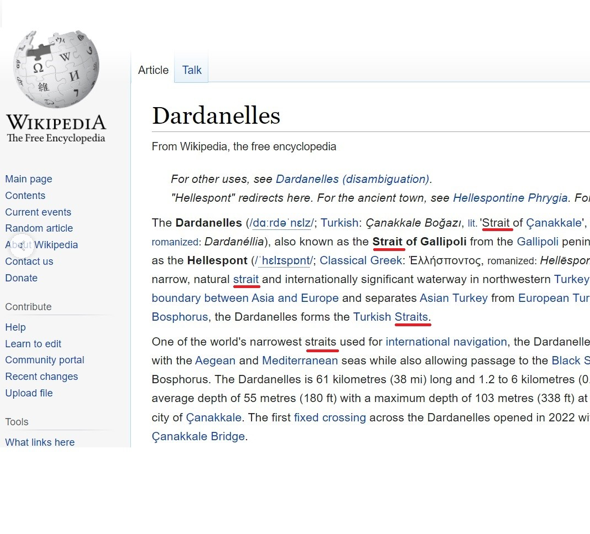 WIKIPEDIA
The Free Encyclopedia
Main page
Contents
Current events
Random article
About Wikipedia
Contact us
Donate
Contribute
Help
Learn to edit
Community portal
Recent changes
Upload file
Tools
What links here
Article Talk
Dardanelles
From Wikipedia, the free encyclopedia
For other uses, see Dardanelles (disambiguation).
"Hellespont" redirects here. For the ancient town, see Hellespontine Phrygia. For
The Dardanelles (/dɑːrdəˈnɛlz/; Turkish: Çanakkale Boğazı, lit. 'Strait of Çanakkale',
romanized: Dardanéllia), also known as the Strait of Gallipoli from the Gallipoli penin
as the Hellespont (/ˈhɛlɪspɒnt/; Classical Greek: Ἑλλήσποντος, romanized: Hellēspor
narrow, natural strait and internationally significant waterway in northwestern Turkey
boundary between Asia and Europe and separates Asian Turkey from European Tur
Bosphorus, the Dardanelles forms the Turkish Straits.
One of the world's narrowest straits used for international navigation, the Dardanelle
with the Aegean and Mediterranean seas while also allowing passage to the Black S
Bosphorus. The Dardanelles is 61 kilometres (38 mi) long and 1.2 to 6 kilometres (0.
average depth of 55 metres (180 ft) with a maximum depth of 103 metres (338 ft) at
city of Çanakkale. The first fixed crossing across the Dardanelles opened in 2022 wi
Çanakkale Bridge.